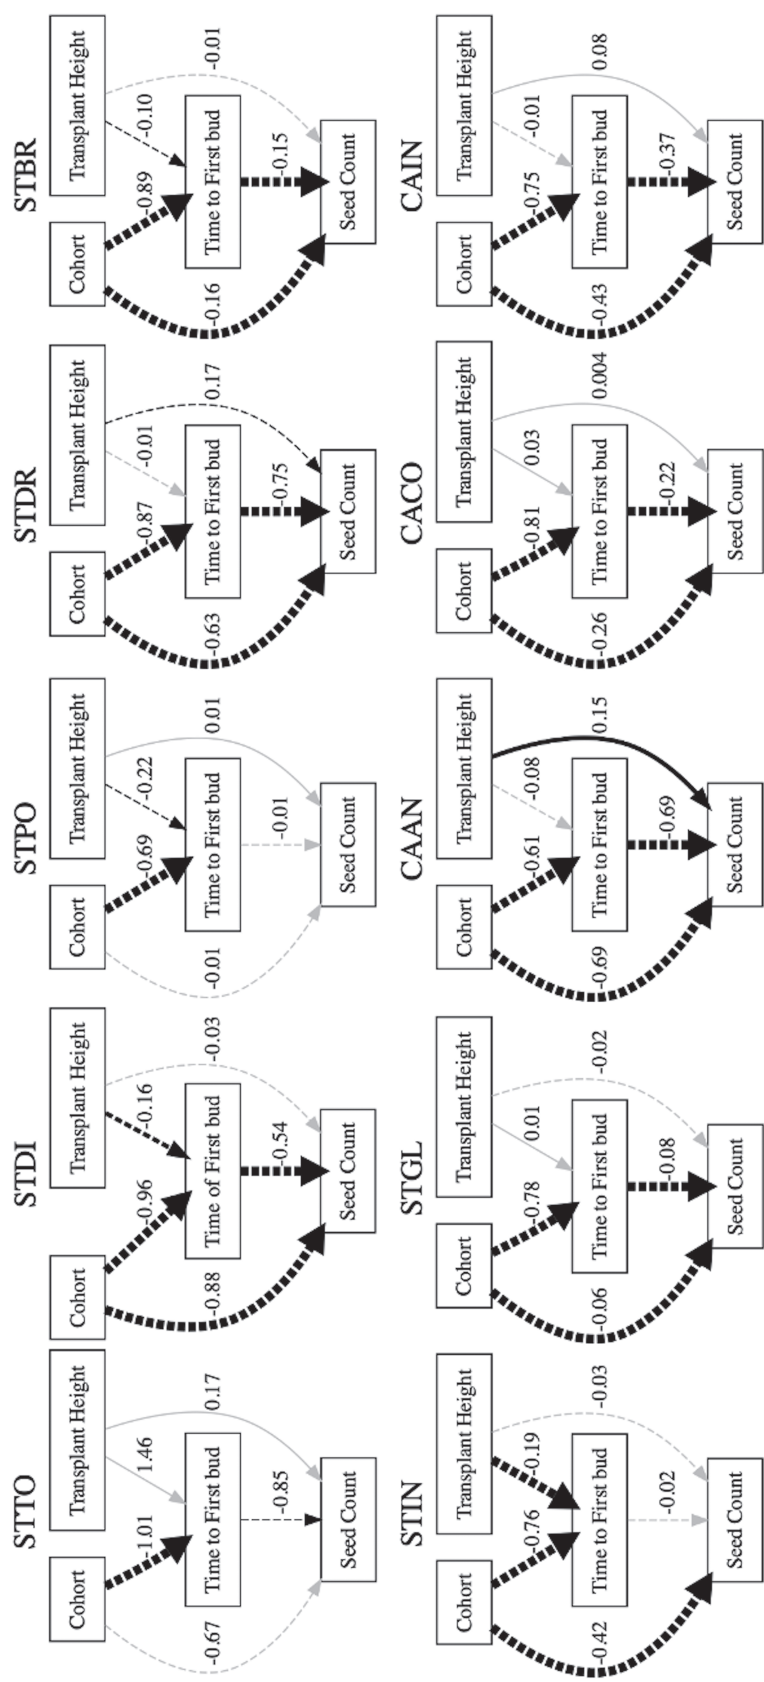 STTO
Cohort
Transplant Height
-1.01
1.46
Time to First bud
-0.67
-0.85
0.17
Seed Count
STDI
Cohort
Transplant Height
-0.96
-0.16
Time of First bud
-0.88
-0.54
-0.03
Seed Count
STPO
Cohort
Transplant Height
-0.69
-0.22
Time to First bud
-0.01
-0.01
0.01
Seed Count
STDR
Cohort
Transplant Height
-0.87
-0.01
Time to First bud
-0.63
-0.75
0.17
Seed Count
STBR
Cohort
Transplant Height
-0.89
-0.10
Time to First bud
-0.16
-0.15
-0.01
Seed Count
STIN
Cohort
Transplant Height
-0.76
-0.19
Time to First bud
-0.42
-0.02
-0.03
Seed Count
STGL
Cohort
Transplant Height
-0.78
0.01
Time to First bud
-0.06
-0.08
-0.02
Seed Count
CAAN
Cohort
Transplant Height
-0.61
-0.08
Time to First bud
-0.69
-0.69
0.15
Seed Count
CACO
Cohort
Transplant Height
-0.81
0.03
Time to First bud
-0.26
-0.22
0.004
Seed Count
CAIN
Cohort
Transplant Height
-0.75
-0.01
Time to First bud
-0.43
-0.37
0.08
Seed Count